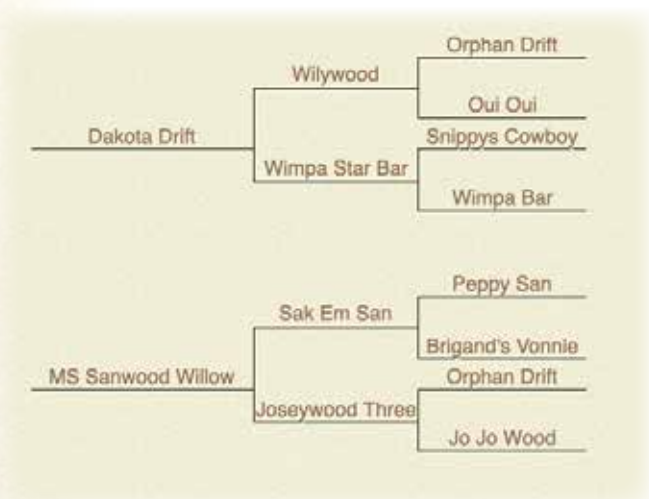 Orphan Drift
Wilywood
Oui Oui
Dakota Drift
Snippys Cowboy
Wimpa Star Bar
Wimpa Bar
Peppy San
Sak Em San
Brigand's Vonnie
MS Sanwood Willow
Orphan Drift
Joseywood Three
Jo Jo Wood